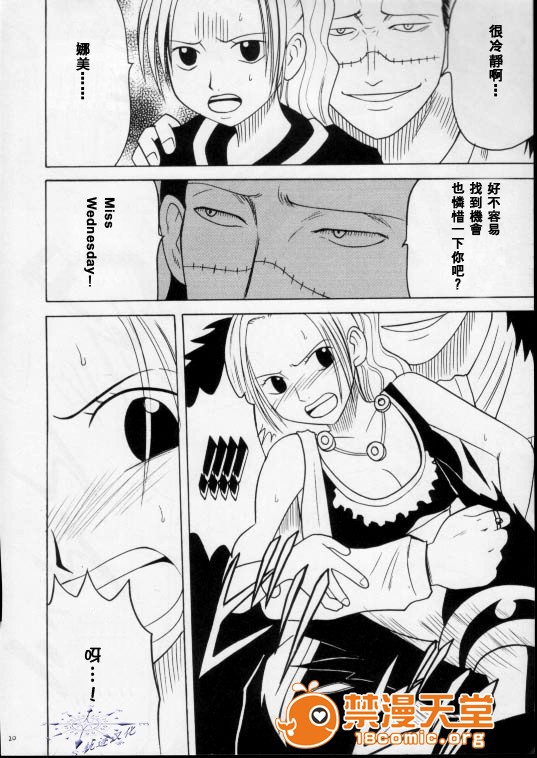 很冷靜啊…
娜美……
好不容易
找到機會
也憐惜一下你吧？
Miss
Wednesday—
!!!!
呀…！
10
禁漫天堂
18comic.org